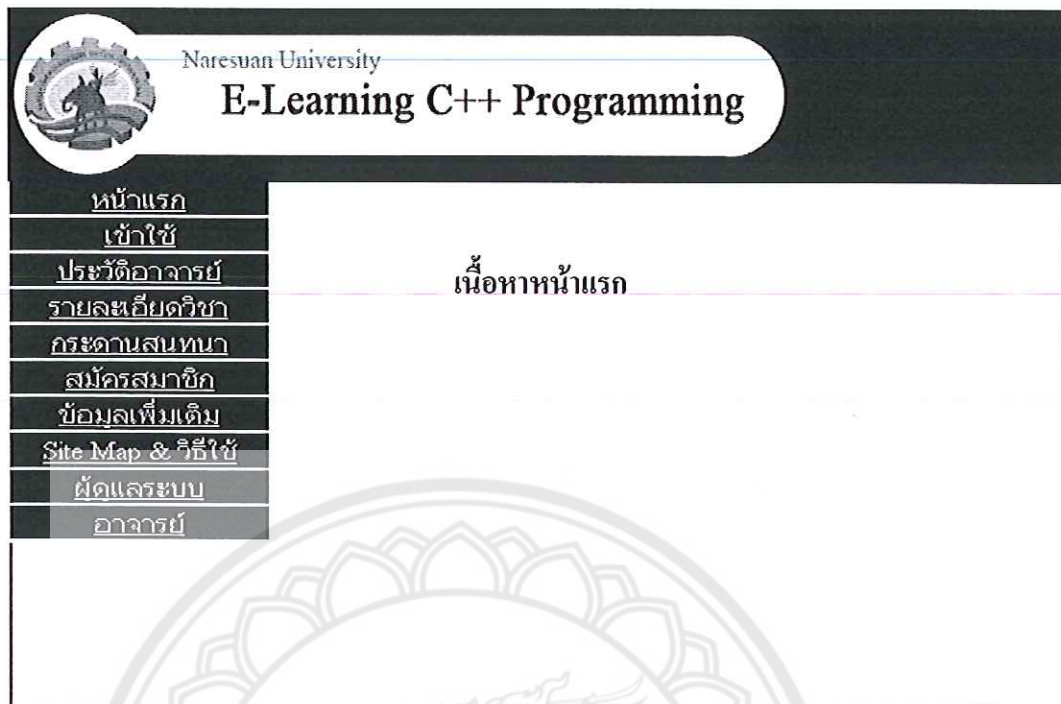 Naresuan University
E-Learning C++ Programming
หน้าแรก
เข้าใช้
ประวัติอาจารย์
รายละเอียดวิชา
กระดานสนทนา
สมัครสมาชิก
ข้อมูลเพิ่มเติม
Site Map & วิธีใช้
ผู้ดูแลระบบ
อาจารย์
เนื้อหาหน้าแรก